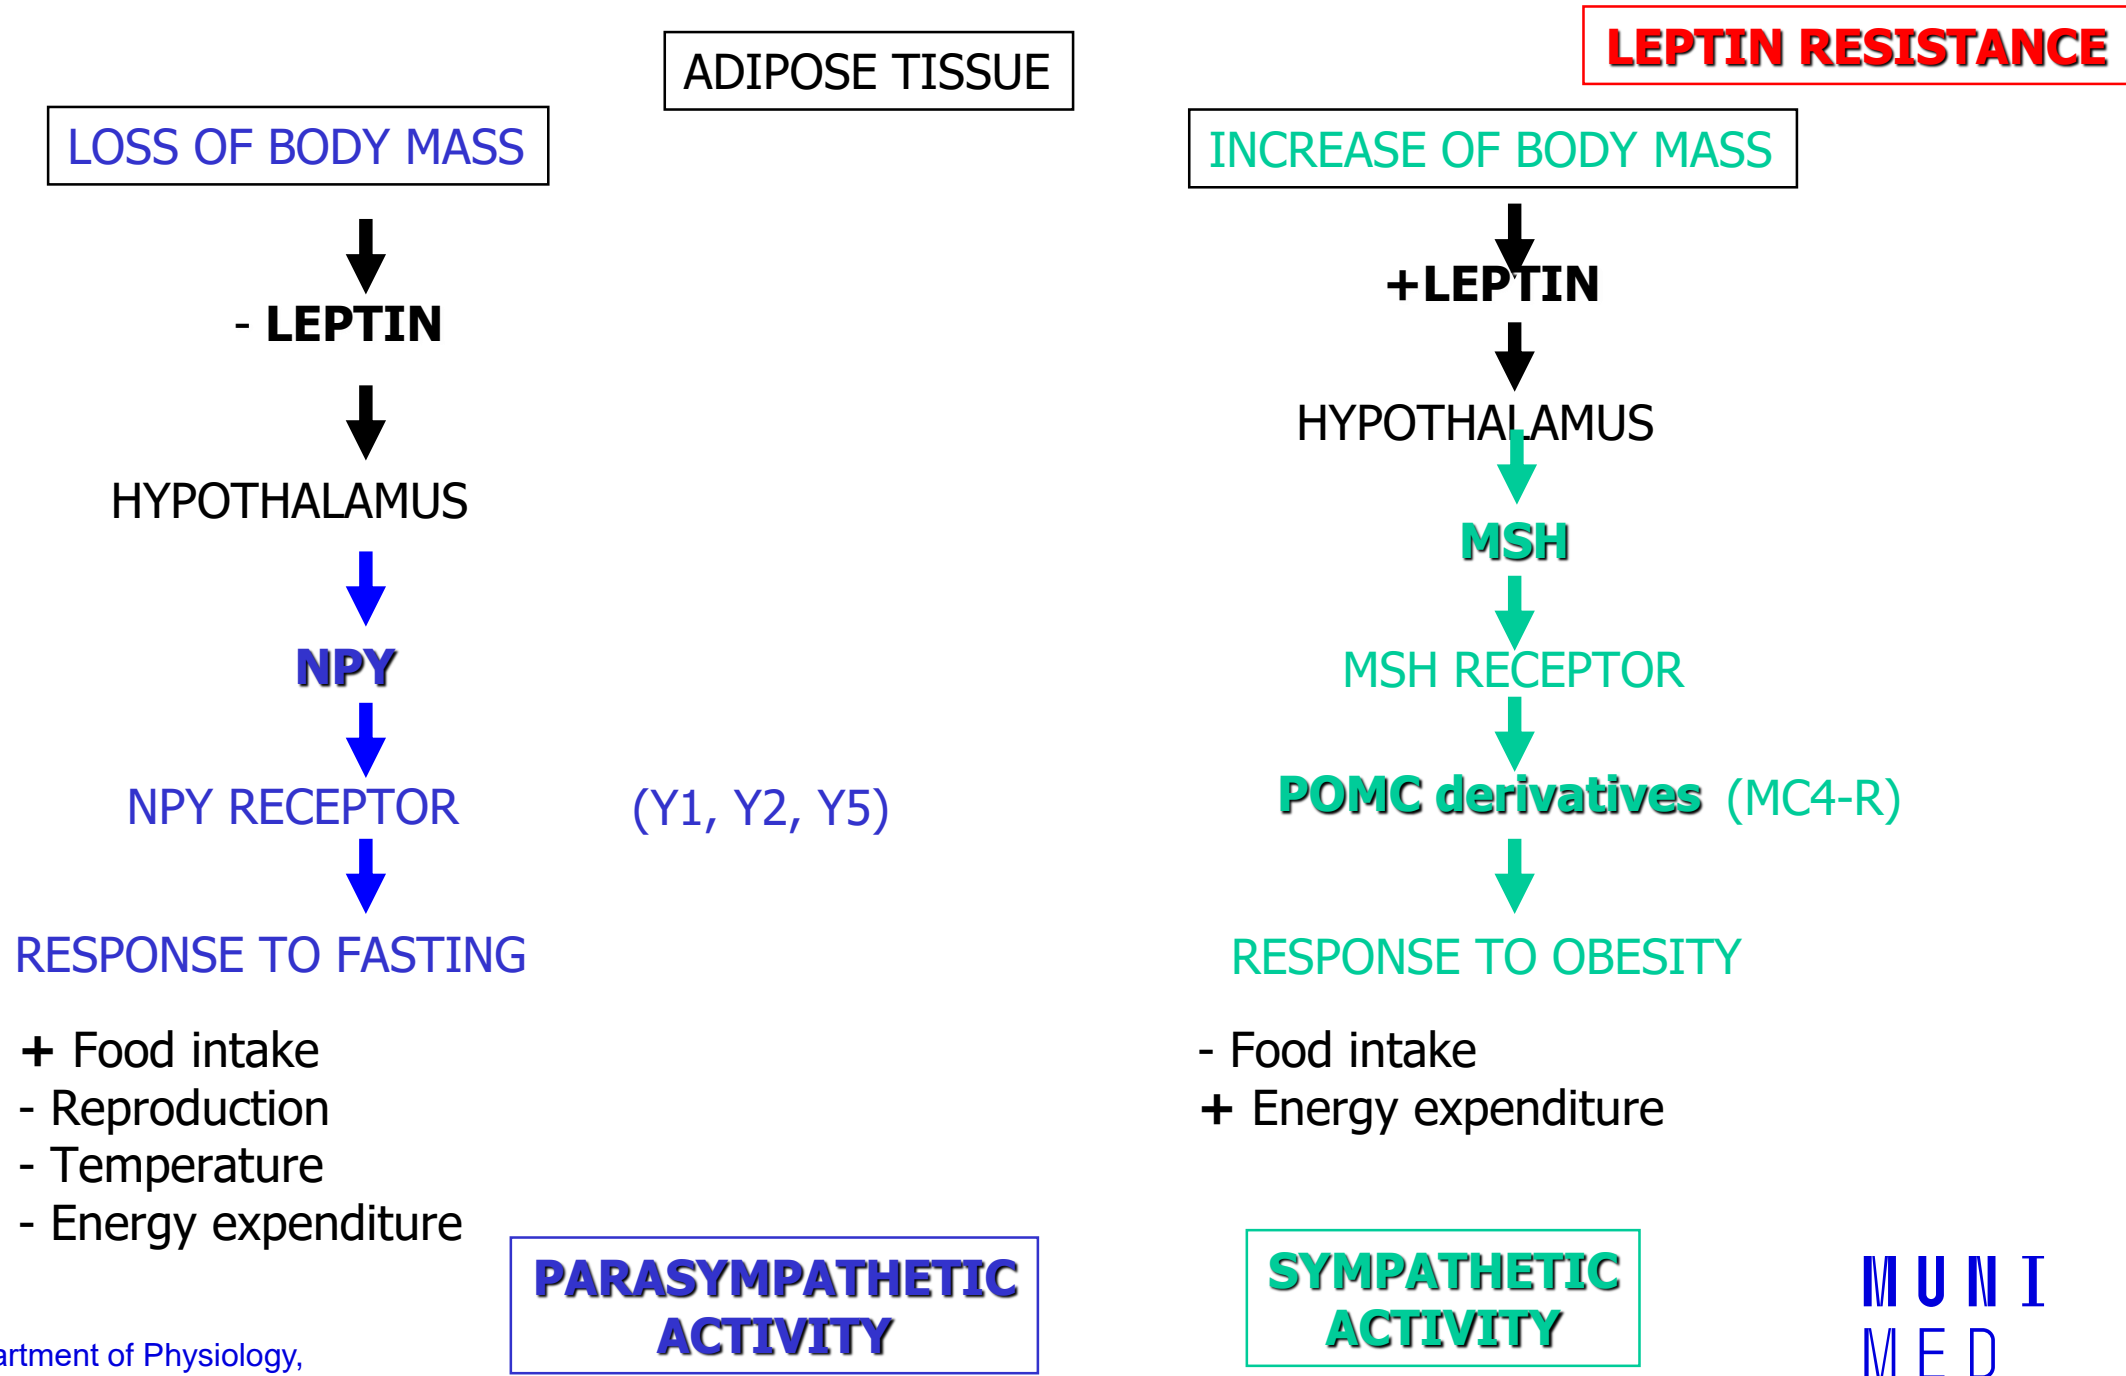 LEPTIN RESISTANCE
ADIPOSE TISSUE
LOSS OF BODY MASS
- LEPTIN
HYPOTHALAMUS
NPY
NPY RECEPTOR (Y1, Y2, Y5)
RESPONSE TO FASTING
+ Food intake
- Reproduction
- Temperature
- Energy expenditure
PARASYMPATHETIC
ACTIVITY
INCREASE OF BODY MASS
+LEPTIN
HYPOTHALAMUS
MSH
MSH RECEPTOR
POMC derivatives (MC4-R)
RESPONSE TO OBESITY
- Food intake
+ Energy expenditure
SYMPATHETIC
ACTIVITY
artment of Physiology,
MUNI
MED